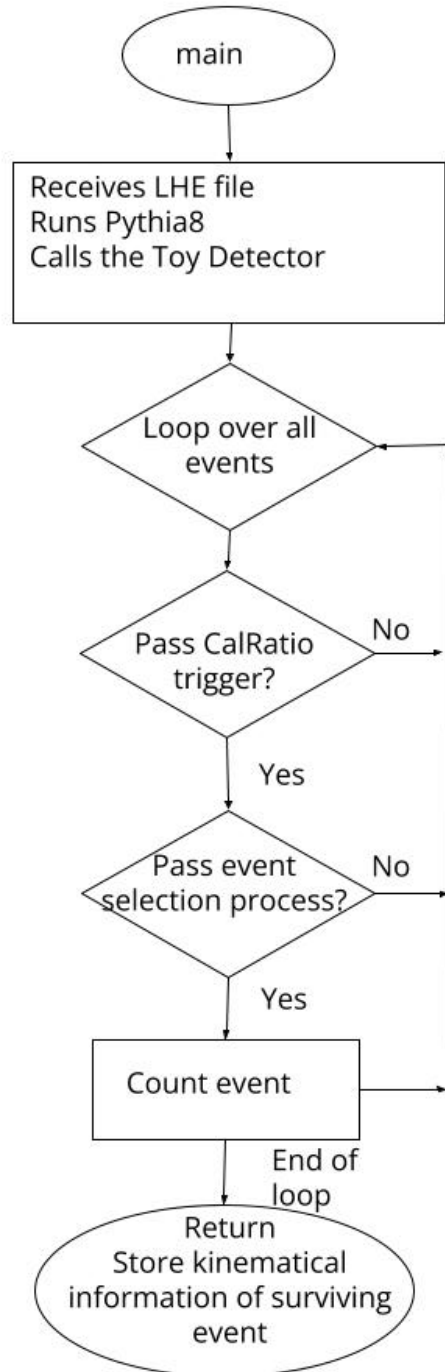 main
Receives LHE file
Runs Pythia8
Calls the Toy Detector
Loop over all
events
Pass CalRatio
trigger?
No
Yes
Pass event
selection process?
No
Yes
Count event
End of
loop
Return
Store kinematical
information of surviving
event